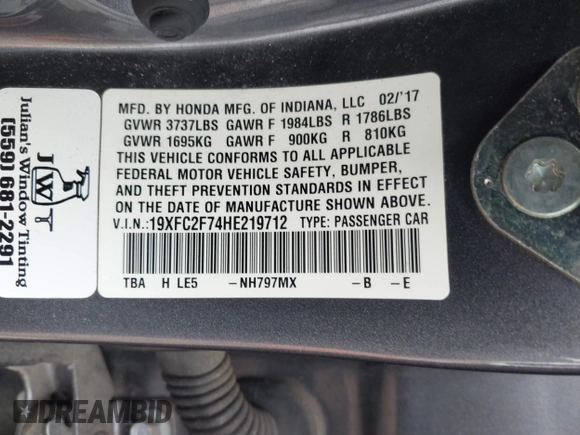 MFD. BY HONDA MFG. OF INDIANA, LLC 02/'17
GVWR 3737LBS GAWR F 1984LBS R 1786LBS
GVWR 1695KG GAWR F 900KG R 810KG
THIS VEHICLE CONFORMS TO ALL APPLICABLE
FEDERAL MOTOR VEHICLE SAFETY, BUMPER,
AND THEFT PREVENTION STANDARDS IN EFFECT
ON THE DATE OF MANUFACTURE SHOWN ABOVE.
V.I.N.:19XFC2F74HE219712 TYPE: PASSENGER CAR
TBA H LE5 -NH797MX -B -E
JWT
Julian's Window Tinting
(559) 681-2291
DREAMBID